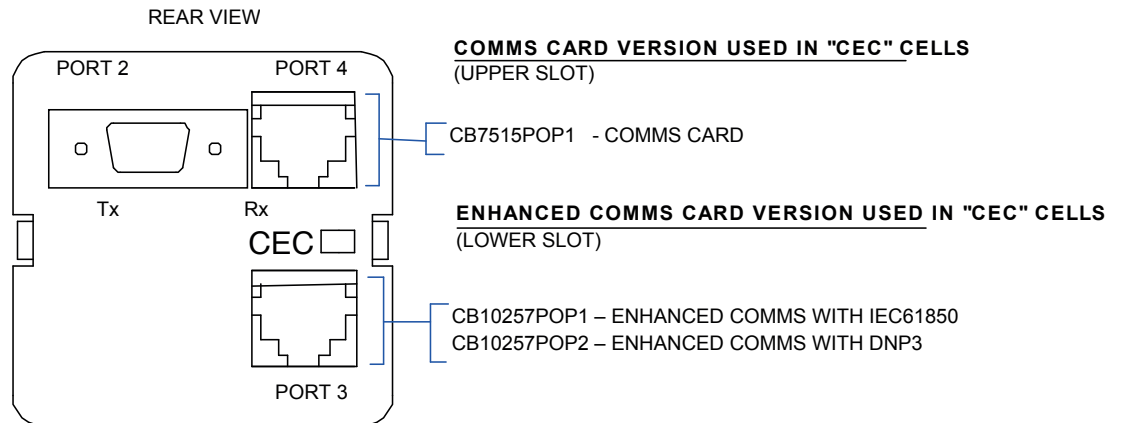 REAR VIEW
PORT 2
PORT 4
Tx
Rx
CEC
PORT 3
COMMS CARD VERSION USED IN "CEC" CELLS
(UPPER SLOT)
CB7515POP1 - COMMS CARD
ENHANCED COMMS CARD VERSION USED IN "CEC" CELLS
(LOWER SLOT)
CB10257POP1 – ENHANCED COMMS WITH IEC61850
CB10257POP2 – ENHANCED COMMS WITH DNP3